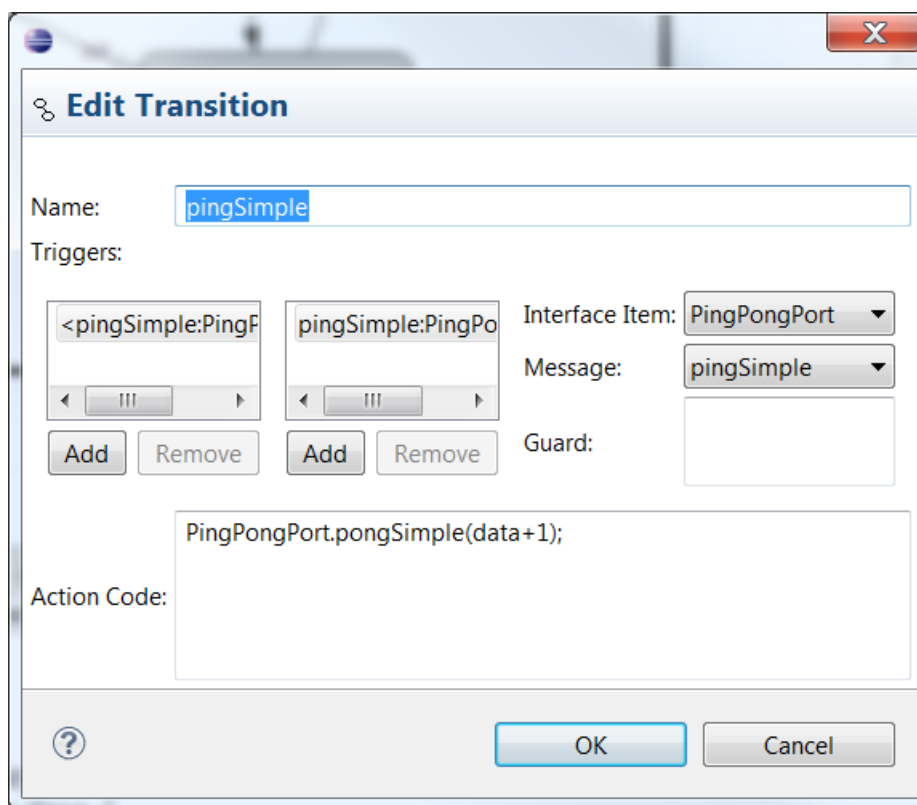 Edit Transition
Name:
pingSimple
Triggers:
<pingSimple:PingP
pingSimple:PingPo
Interface Item:
PingPongPort
Message:
pingSimple
Add
Remove
Add
Remove
Guard:
PingPongPort.pongSimple(data+1);
Action Code:
?
OK
Cancel